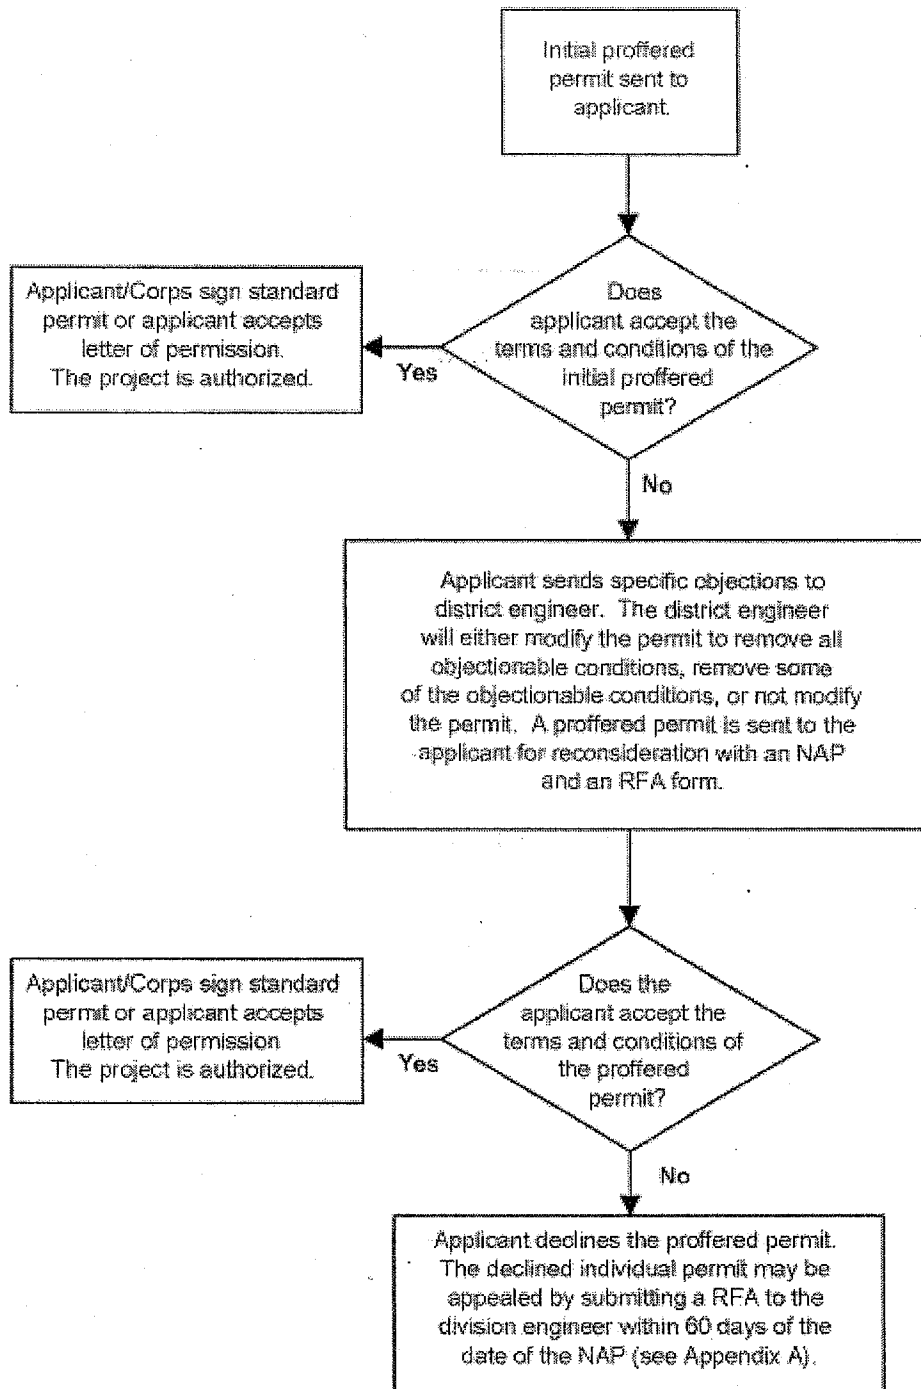 Initial proffered
permit sent to
applicant.
Does
applicant accept the
terms and conditions of the
initial proffered
permit?
Yes
Applicant/Corps sign standard
permit or applicant accepts
letter of permission.
The project is authorized.
No
Applicant sends specific objections to
district engineer. The district engineer
will either modify the permit to remove all
objectionable conditions, remove some
of the objectionable conditions, or not modify
the permit. A proffered permit is sent to the
applicant for reconsideration with an NAP
and an RFA form.
Does the
applicant accept the
terms and conditions of
the proffered
permit?
Yes
Applicant/Corps sign standard
permit or applicant accepts
letter of permission
The project is authorized.
No
Applicant declines the proffered permit.
The declined individual permit may be
appealed by submitting a RFA to the
division engineer within 60 days of the
date of the NAP (see Appendix A).